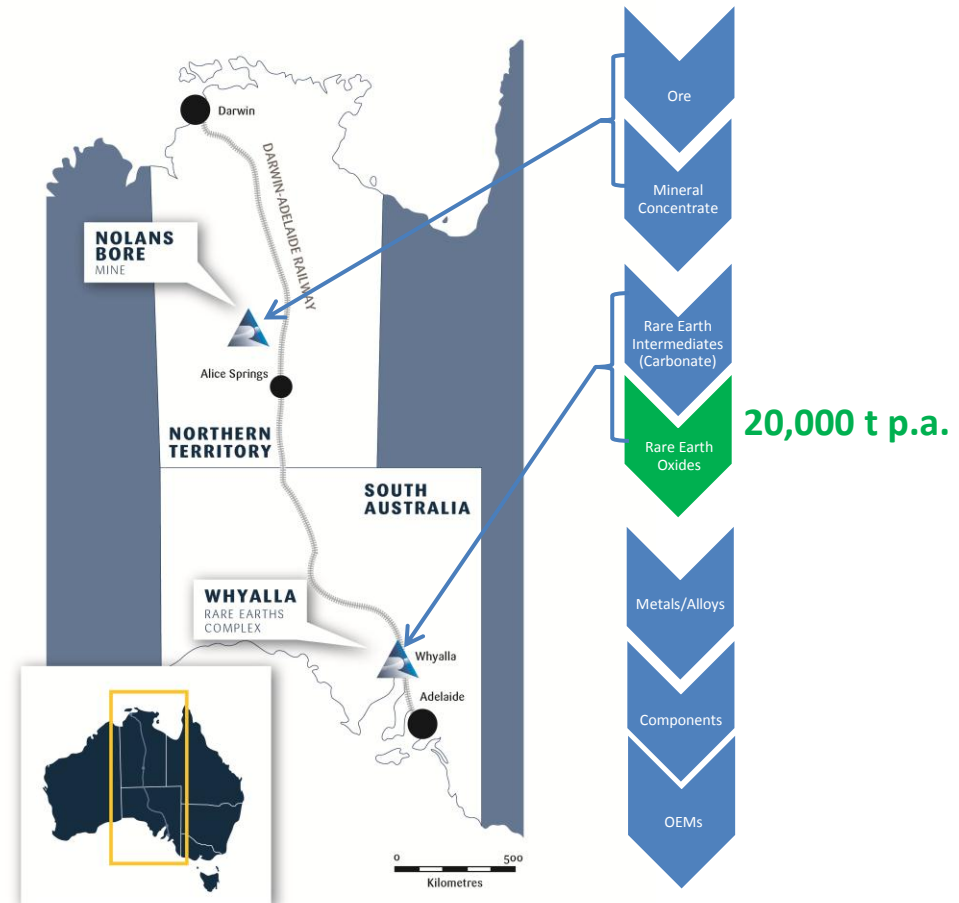 Darwin
DARWIN-ADELAIDE RAILWAY
NOLANS
BORE
MINE
Alice Springs
NORTHERN
TERRITORY
SOUTH
AUSTRALIA
WHYALLA
RARE EARTHS
COMPLEX
Whyalla
Adelaide
0 500
Kilometres
Ore
Mineral
Concentrate
Rare Earth
Intermediates
(Carbonate)
Rare Earth
Oxides
20,000 t p.a.
Metals/Alloys
Components
OEMs